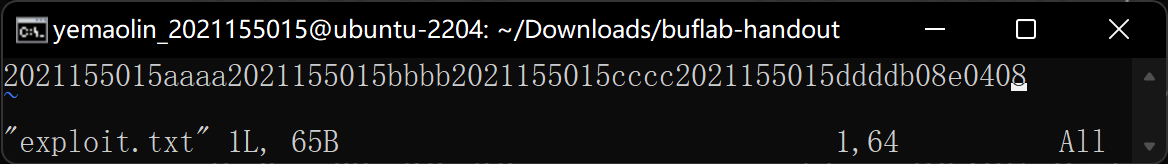 yemaolin_2021155015@ubuntu-2204: ~/Downloads/buflab-handout
2021155015aaaa2021155015bbbb2021155015cccc2021155015ddddb08e0408
~
"exploit.txt" 1L, 65B 1,64 All